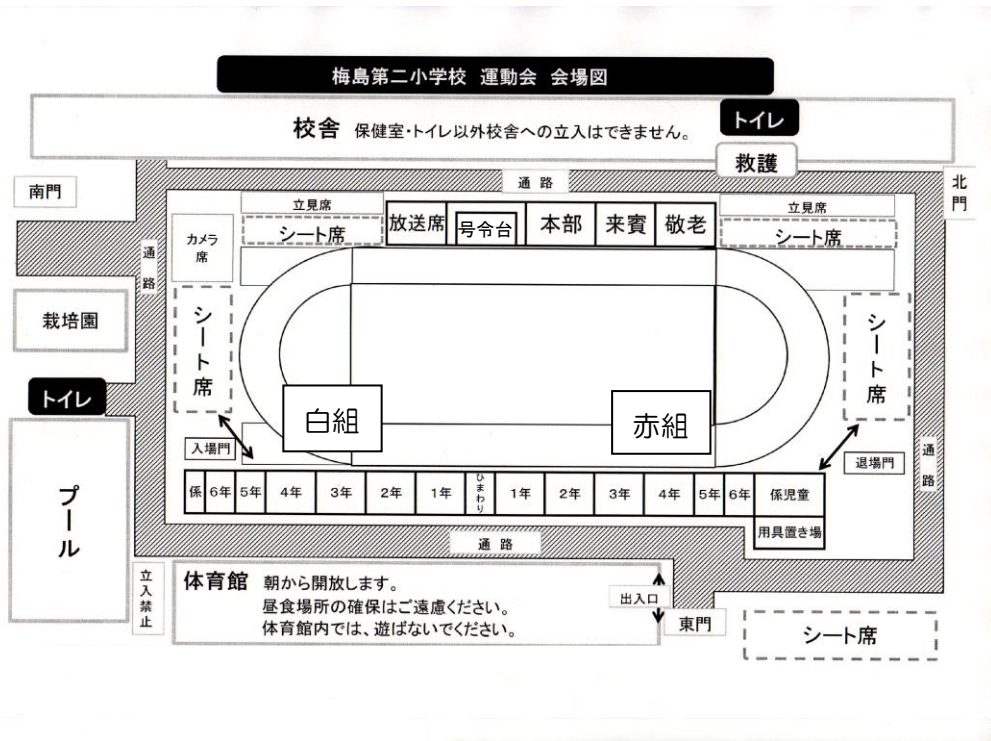 梅島第二小学校 運動会 会場図
校舎 保健室・トイレ以外校舎への立入はできません。
トイレ
救護
南門
通路
北門
立見席
立見席
カメラ席
シート席
放送席
号令台
本部
来賓
敬老
シート席
通路
栽培園
シート席
シート席
トイレ
白組
赤組
入場門
退場門
通路
係
6年
5年
4年
3年
2年
1年
ひまわり
1年
2年
3年
4年
5年
6年
係児童
用具置き場
プール
通路
立入禁止
体育館 朝から開放します。
昼食場所の確保はご遠慮ください。
体育館内では、遊ばないでください。
出入口
東門
シート席